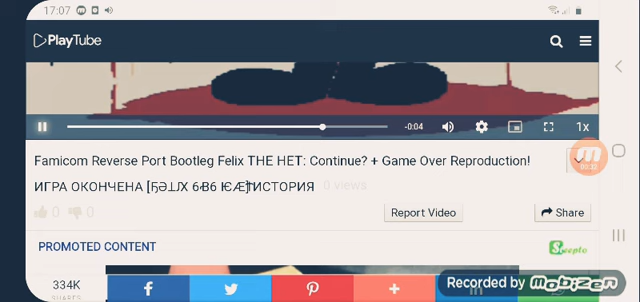 17:07
PlayTube
-0:04
1x
Famicom Reverse Port Bootleg Felix THE HET: Continue? + Game Over Reproduction!
ИГРА ОКОНЧЕНА
ИСТОРИЯ 0 views
0 0
Report Video
Share
PROMOTED CONTENT
334K
SHARES
Recorded by
mobizen